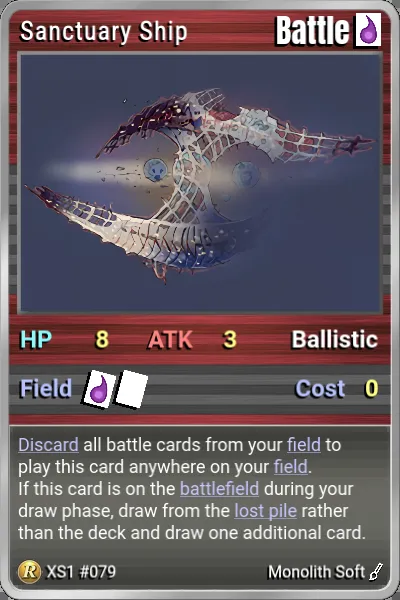 Sanctuary Ship
Battle
HP 8 ATK 3 Ballistic
Field Cost 0
Discard all battle cards from your field to
play this card anywhere on your field.
If this card is on the battlefield during your
draw phase, draw from the lost pile rather
than the deck and draw one additional card.
R XS1 #079 Monolith Soft